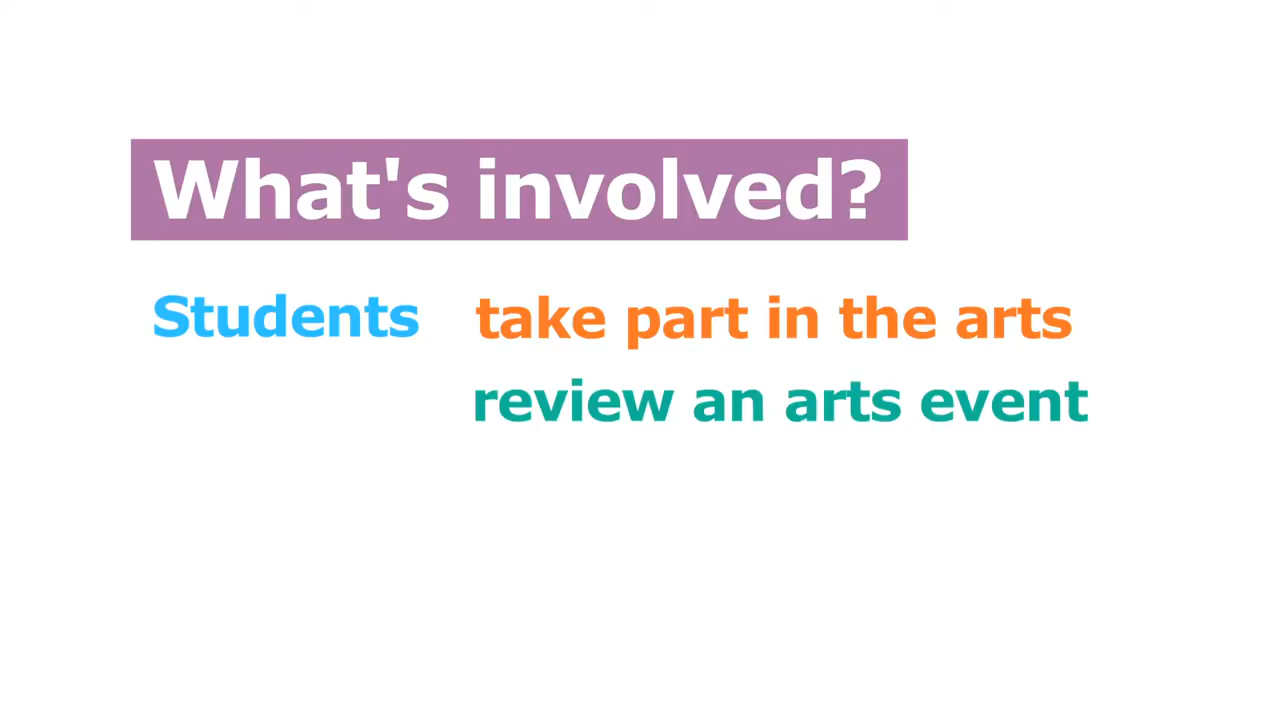 What's involved?
Students take part in the arts
review an arts event